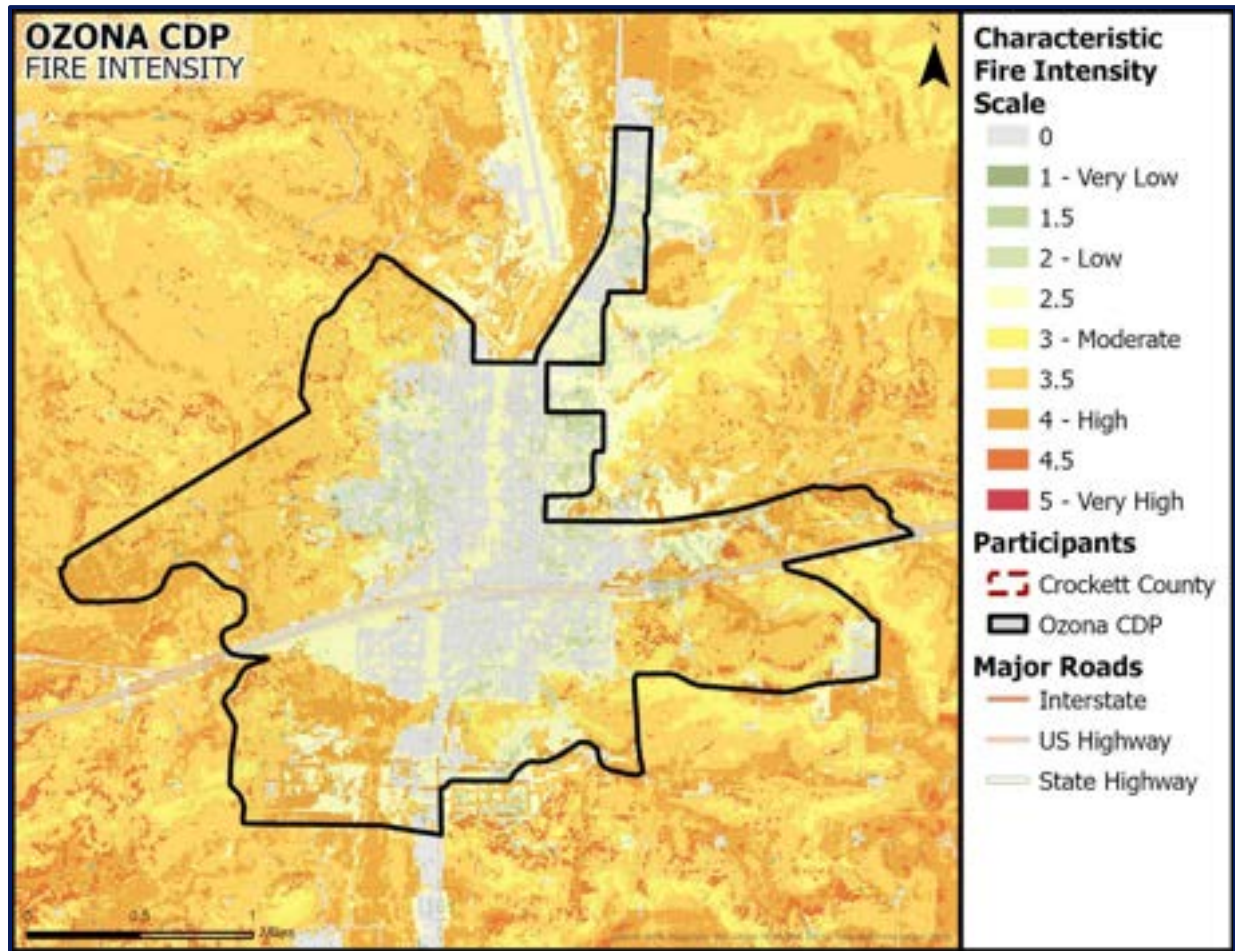 OZONA CDP
FIRE INTENSITY
N
Characteristic
Fire Intensity
Scale
0
1 - Very Low
1.5
2 - Low
2.5
3 - Moderate
3.5
4 - High
4.5
5 - Very High
Participants
Crockett County
Ozona CDP
Major Roads
Interstate
US Highway
State Highway
0 0.5 1
Miles